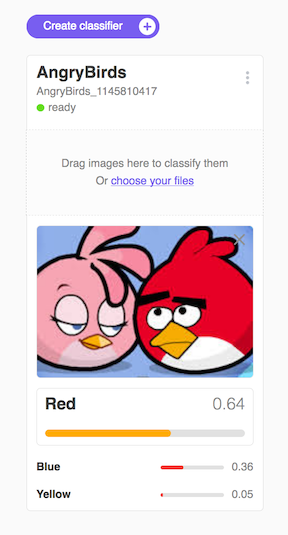 Create classifier
AngryBirds
AngryBirds_1145810417
ready
Drag images here to classify them
Or choose your files
Red 0.64
Blue 0.36
Yellow 0.05